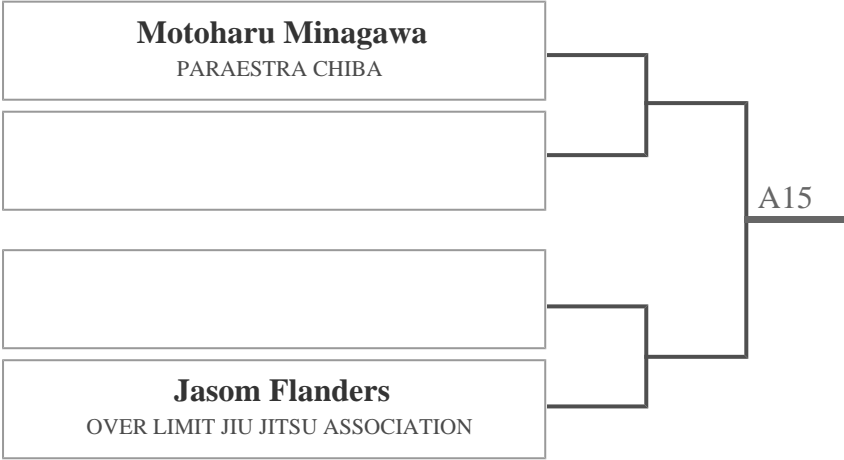 Motoharu Minagawa
PARAESTRA CHIBA
A15
Jasom Flanders
OVER LIMIT JIU JITSU ASSOCIATION